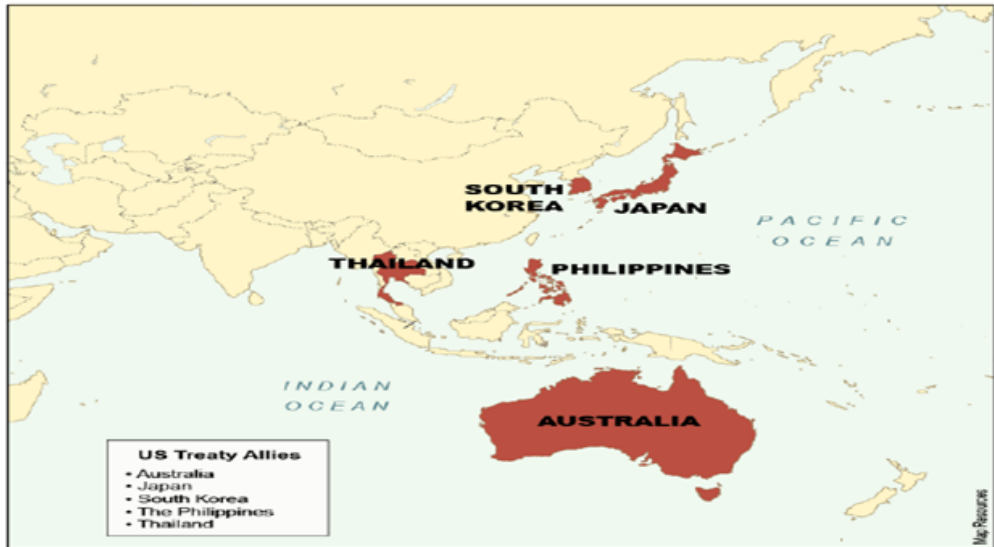 SOUTH
KOREA
JAPAN
PACIFIC
OCEAN
THAILAND
PHILIPPINES
INDIAN
OCEAN
AUSTRALIA
US Treaty Allies
• Australia
• Japan
• South Korea
• The Philippines
• Thailand
Map Resources